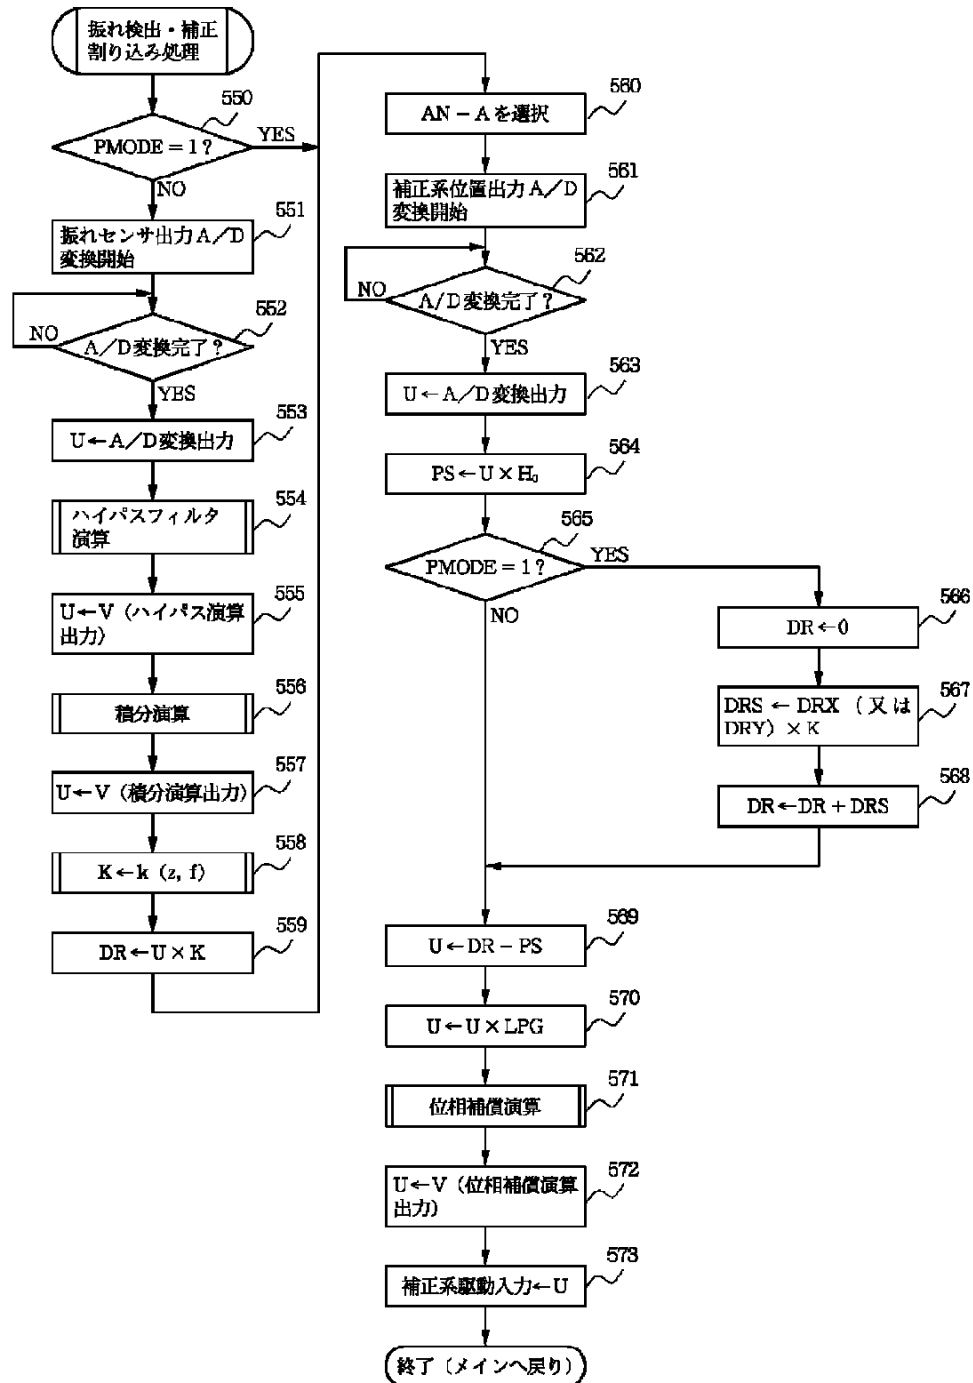 振れ検出・補正
割り込み処理
550
PMODE = 1 ?
YES
NO
551
振れセンサ出力 A／D
変換開始
552
NO
A／D変換完了？
YES
553
U←A／D変換出力
554
ハイパスフィルタ
演算
555
U←V（ハイパス演算
出力）
556
積分演算
557
U←V（積分演算出力）
558
K←k (z, f)
559
DR←U×K
560
AN－Aを選択
561
補正系位置出力 A／D
変換開始
562
NO
A/D変換完了？
YES
563
U←A／D変換出力
564
PS←U×H₀
565
PMODE = 1 ?
YES
NO
566
DR←0
567
DRS ← DRX （又は
DRY）×K
568
DR←DR＋DRS
569
U←DR－PS
570
U←U×LPG
571
位相補償演算
572
U←V（位相補償演算
出力）
573
補正系駆動入力←U
終了（メインへ戻り）